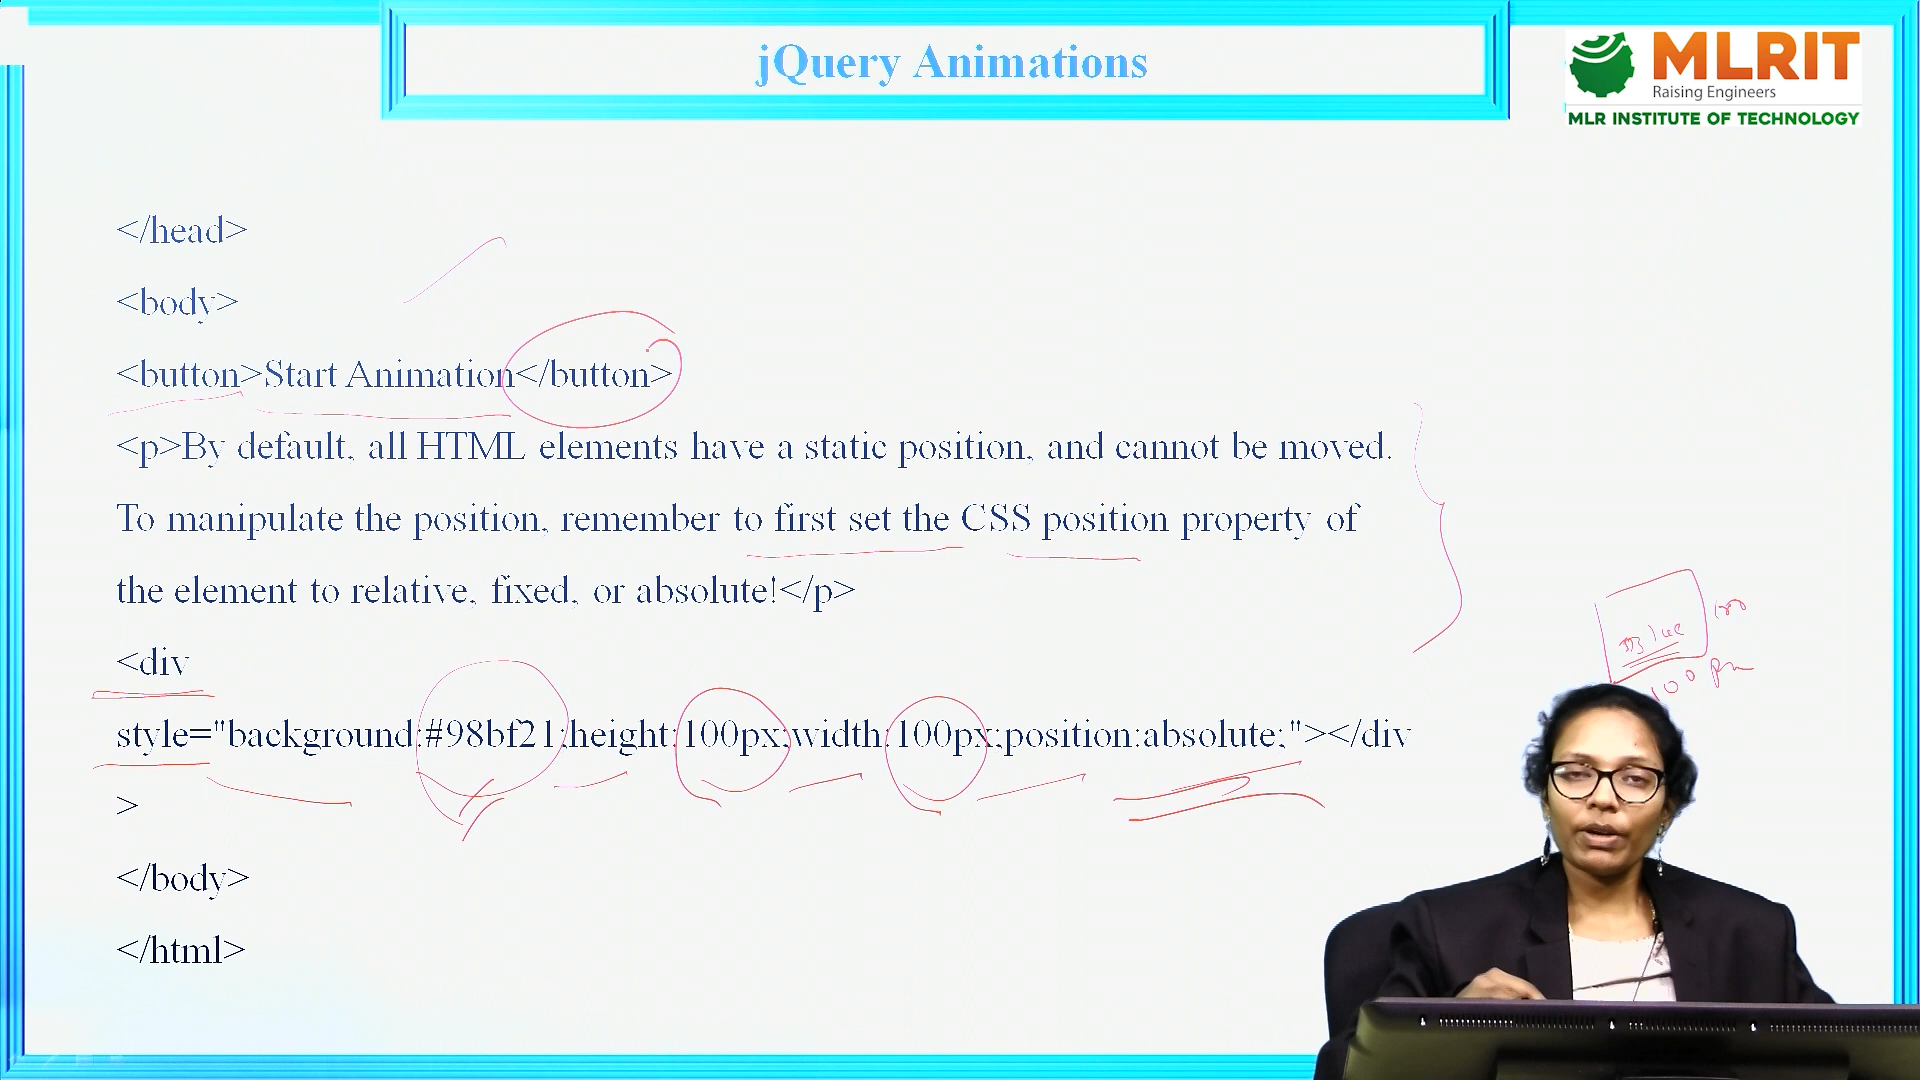 jQuery Animations
MLRIT
Raising Engineers
MLR INSTITUTE OF TECHNOLOGY
</head>
<body>
<button>Start Animation</button>
<p>By default, all HTML elements have a static position, and cannot be moved.
To manipulate the position, remember to first set the CSS position property of
the element to relative, fixed, or absolute!</p>
<div
style="background:#98bf21;height:100px;width:100px;position:absolute;"></div
>
</body>
</html>
100